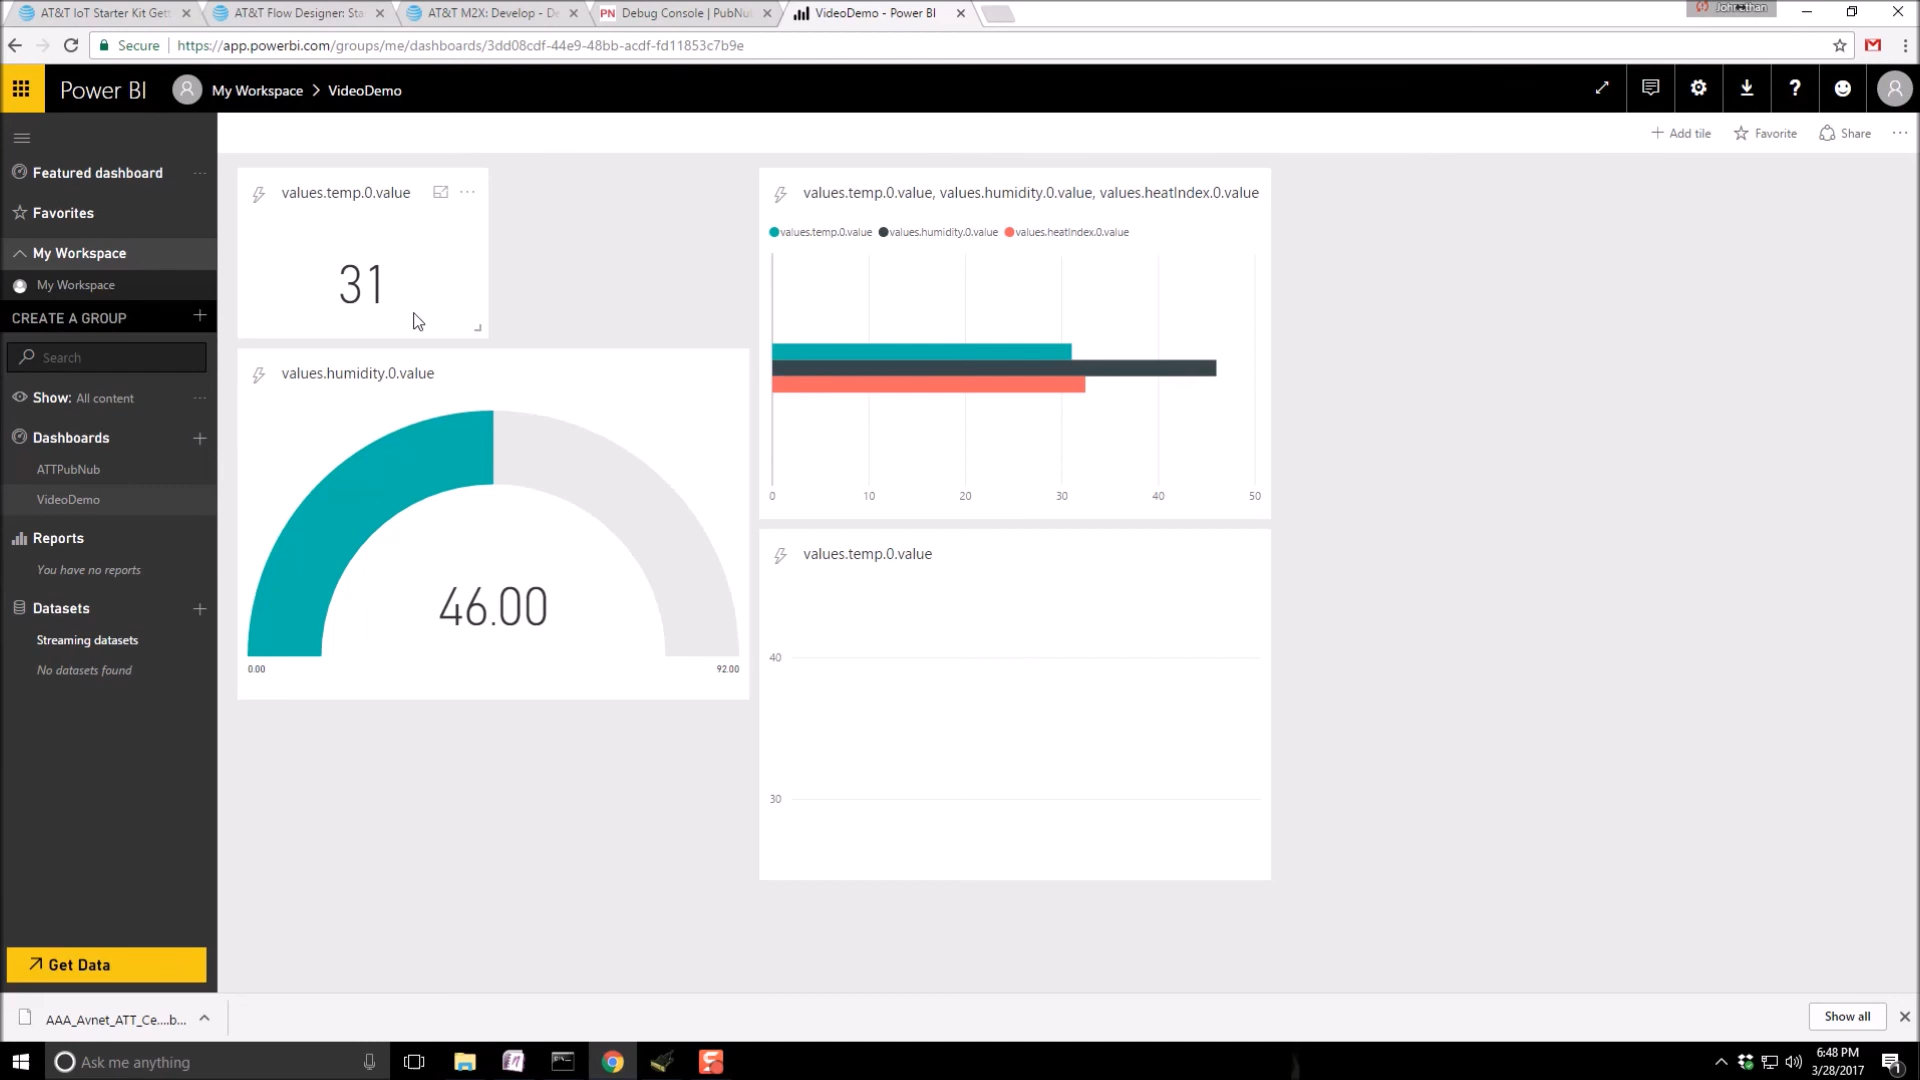 AT&T IoT Starter Kit Gett
AT&T Flow Designer: Sta
AT&T M2X: Develop - De
PN Debug Console | PubNu
VideoDemo - Power BI
Johnathan
Secure
https://app.powerbi.com/groups/me/dashboards/3dd08cdf-44e9-48bb-acdf-fd11853c7b9e
Power BI
My Workspace > VideoDemo
?
+ Add tile
Favorite
Share
...
Featured dashboard ...
Favorites
My Workspace
My Workspace
CREATE A GROUP +
Search
Show: All content ...
Dashboards +
ATTPubNub
VideoDemo
Reports
You have no reports
Datasets +
Streaming datasets
No datasets found
Get Data
values.temp.0.value ...
31
values.humidity.0.value
46.00
0.00 92.00
values.temp.0.value, values.humidity.0.value, values.heatIndex.0.value
values.temp.0.value values.humidity.0.value values.heatIndex.0.value
0 10 20 30 40 50
values.temp.0.value
40
30
AAA_Avnet_ATT_Ce....b...
Show all
Ask me anything
6:48 PM
3/28/2017
1